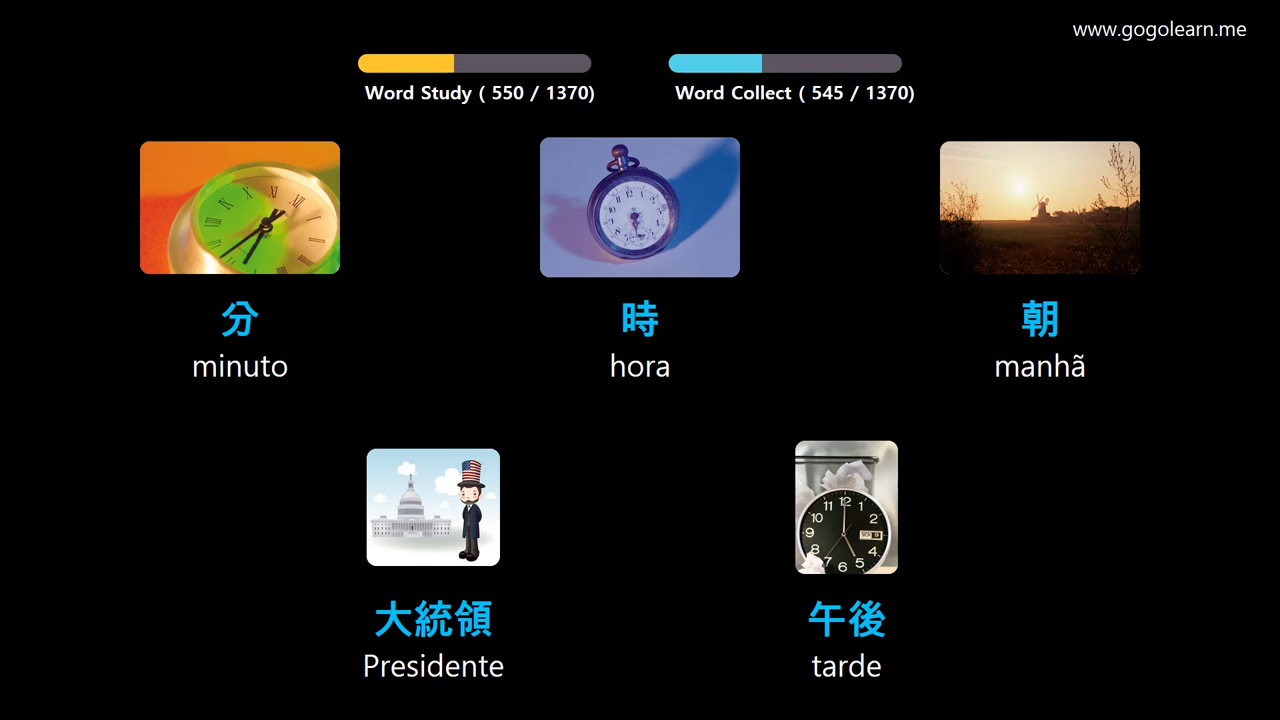 www.gogolearn.me
Word Study ( 550 / 1370)
Word Collect ( 545 / 1370)
分
minuto
時
hora
朝
manhã
大統領
Presidente
午後
tarde